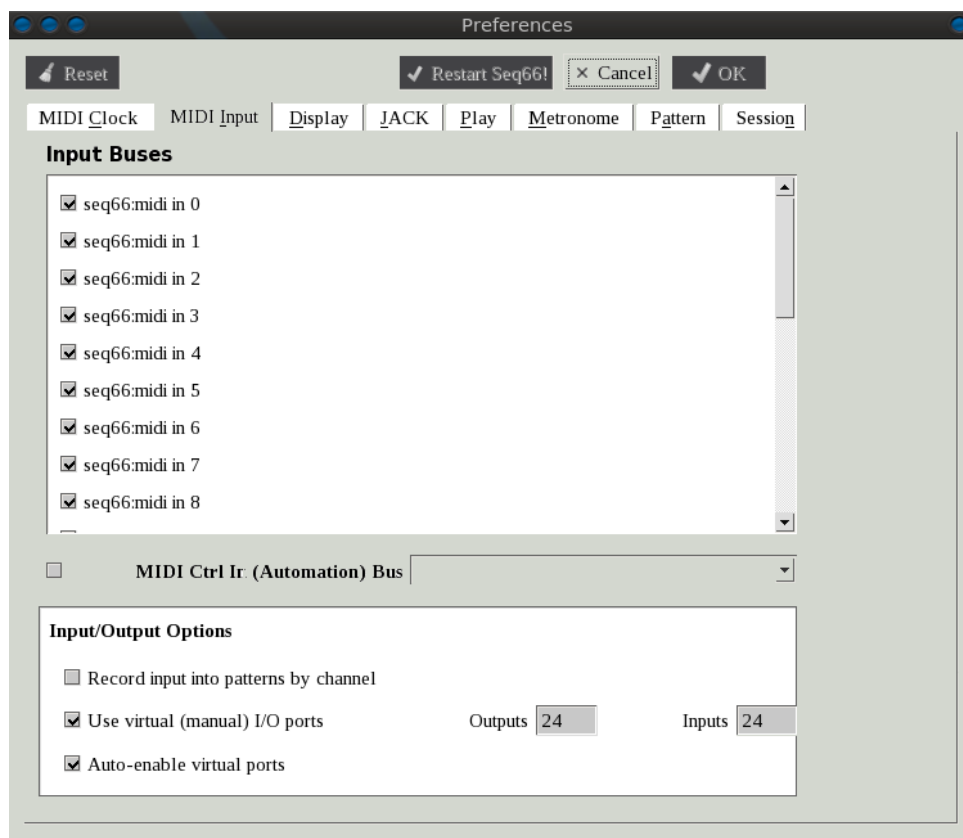 Preferences
Reset Restart Seq66! Cancel OK
MIDI Clock MIDI Input Display JACK Play Metronome Pattern Session
Input Buses
seq66:midi in 0
seq66:midi in 1
seq66:midi in 2
seq66:midi in 3
seq66:midi in 4
seq66:midi in 5
seq66:midi in 6
seq66:midi in 7
seq66:midi in 8
MIDI Ctrl In (Automation) Bus
Input/Output Options
Record input into patterns by channel
Use virtual (manual) I/O ports Outputs 24 Inputs 24
Auto-enable virtual ports